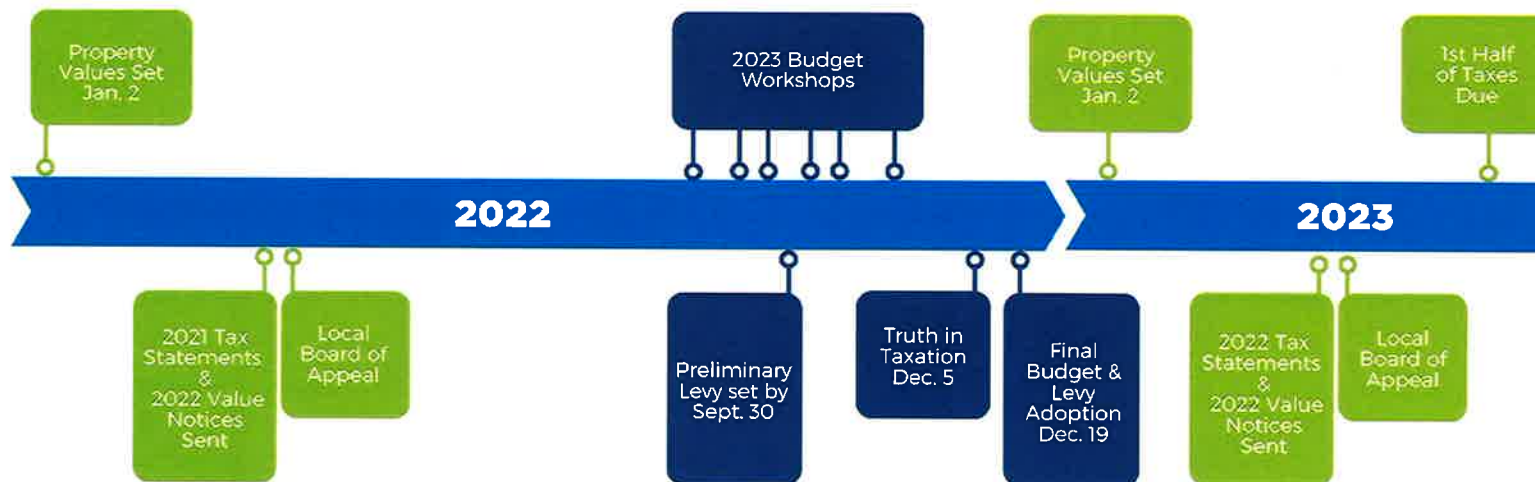 Property
Values Set
Jan. 2
2023 Budget
Workshops
Property
Values Set
Jan. 2
1st Half
of Taxes
Due
2022
2023
2021 Tax
Statements
&
2022 Value
Notices
Sent
Local
Board of
Appeal
Preliminary
Levy set by
Sept. 30
Truth in
Taxation
Dec. 5
Final
Budget &
Levy
Adoption
Dec. 19
2022 Tax
Statements
&
2022 Value
Notices
Sent
Local
Board of
Appeal